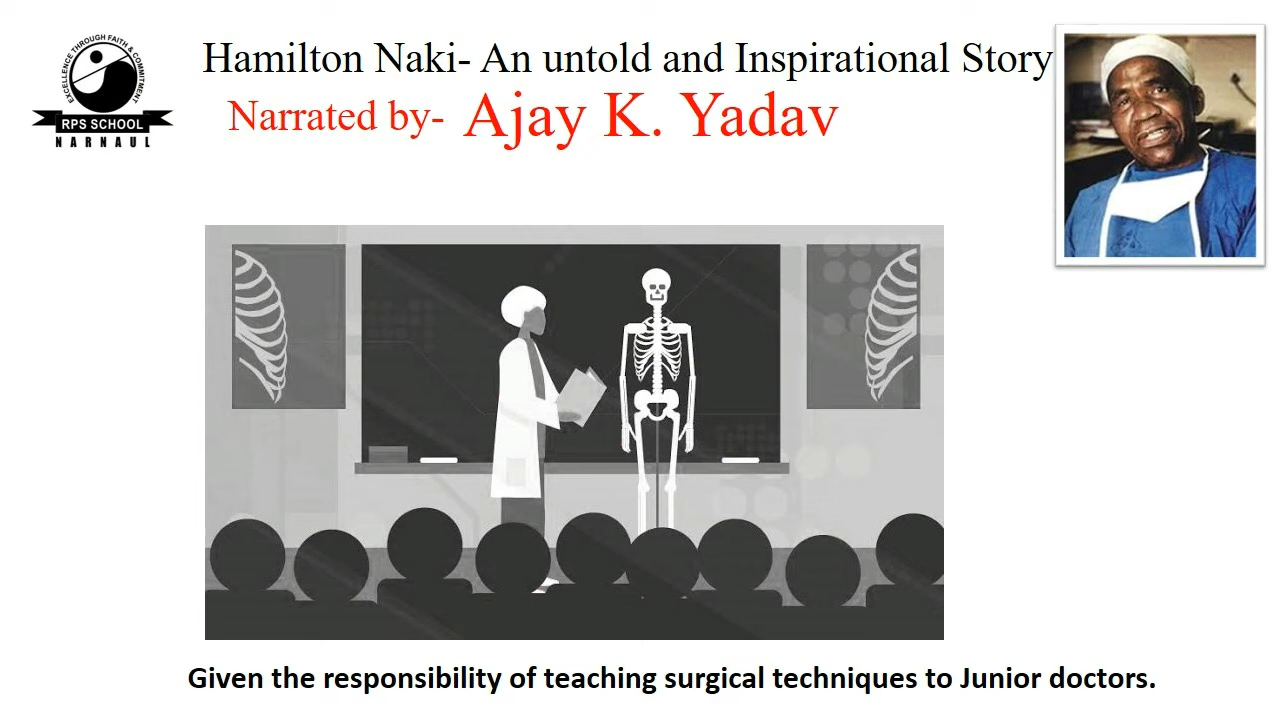 EXCELLENCE THROUGH FAITH & COMMITMENT
RPS SCHOOL
NARNAUL
Hamilton Naki- An untold and Inspirational Story
Narrated by- Ajay K. Yadav
Given the responsibility of teaching surgical techniques to Junior doctors.